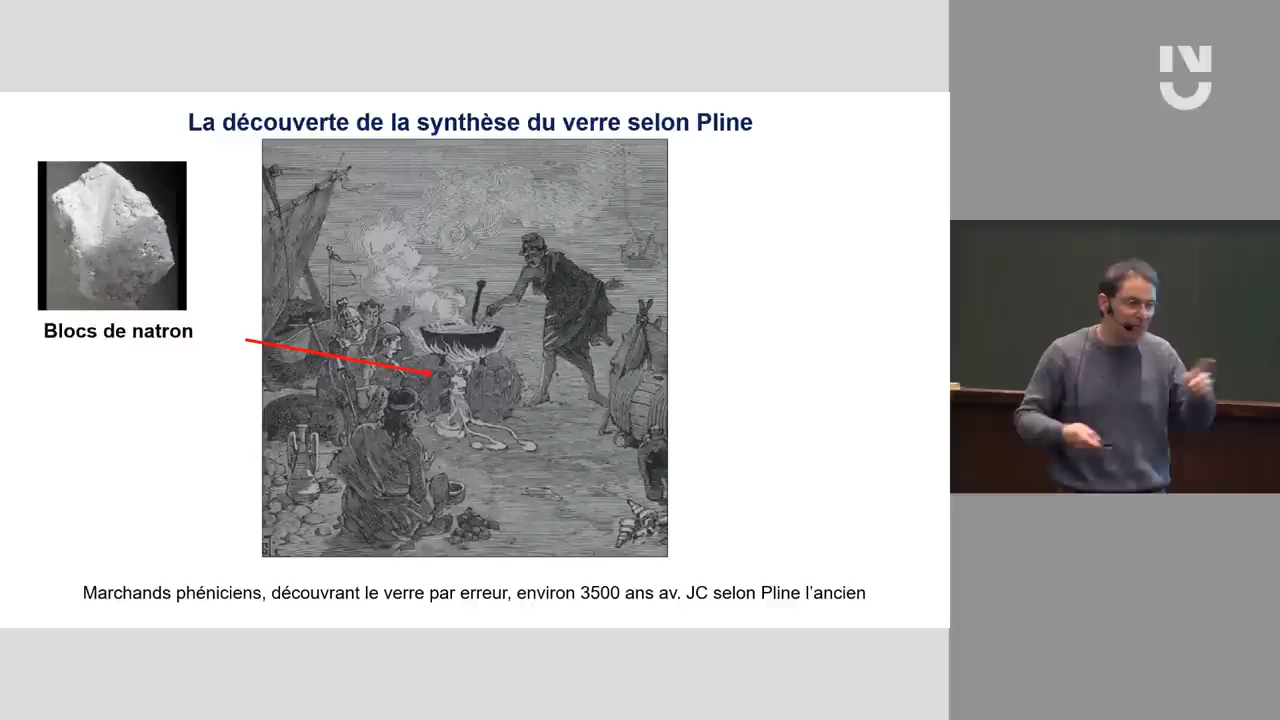 La découverte de la synthèse du verre selon Pline
Blocs de natron
Marchands phéniciens, découvrant le verre par erreur, environ 3500 ans av. JC selon Pline l'ancien